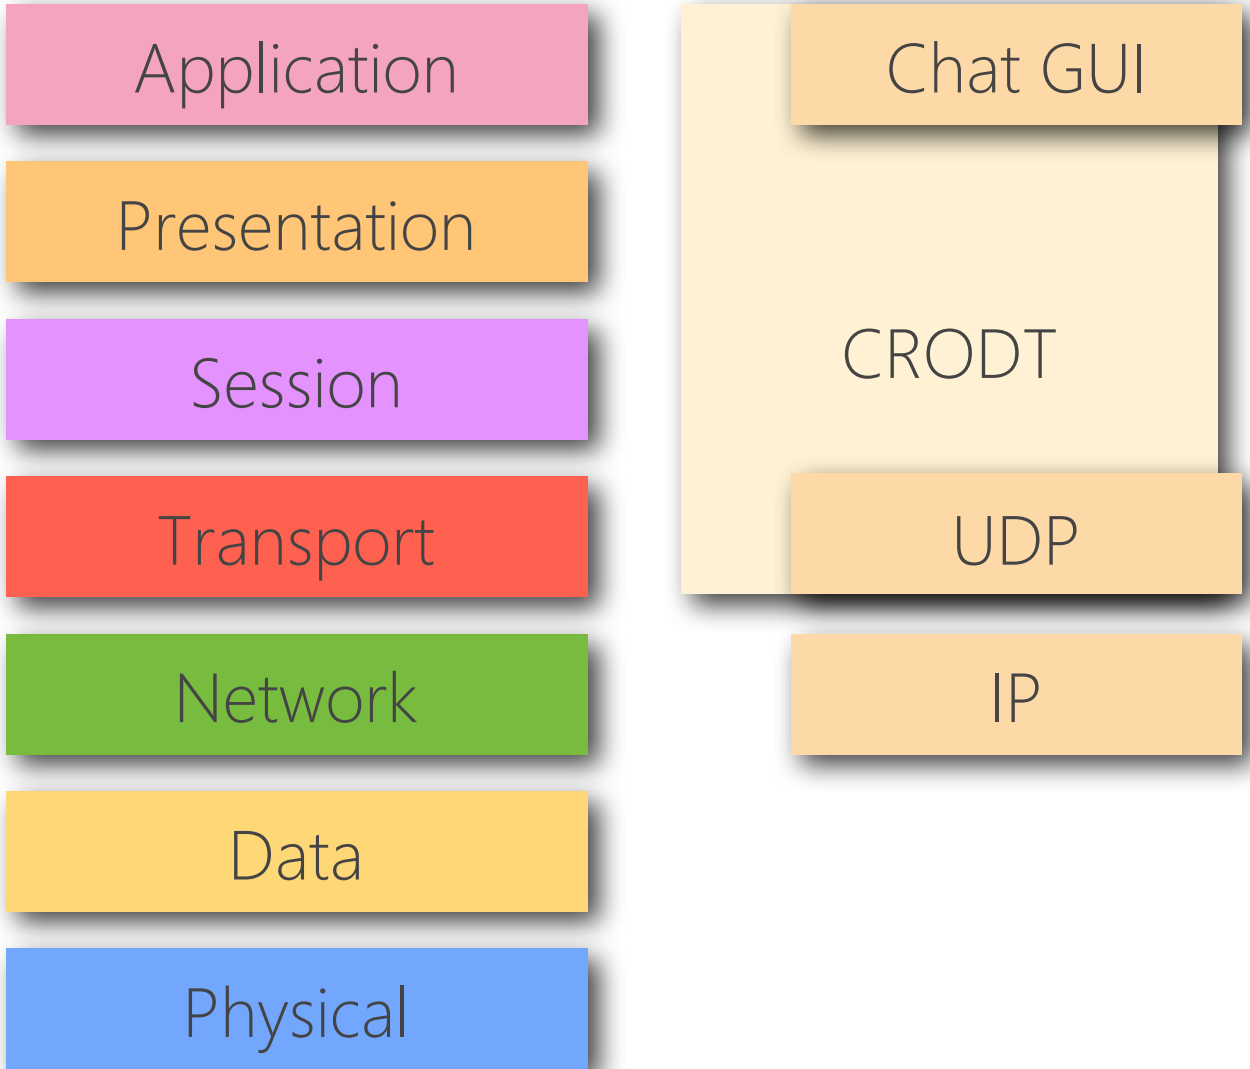 Application
Presentation
Session
Transport
Network
Data
Physical
Chat GUI
CRODT
UDP
IP